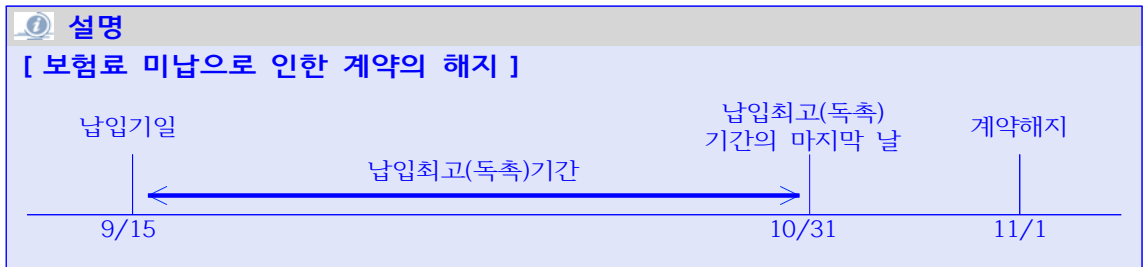 설명
[ 보험료 미납으로 인한 계약의 해지 ]
납입기일
납입최고(독촉)
기간의 마지막 날
계약해지
납입최고(독촉)기간
9/15
10/31
11/1